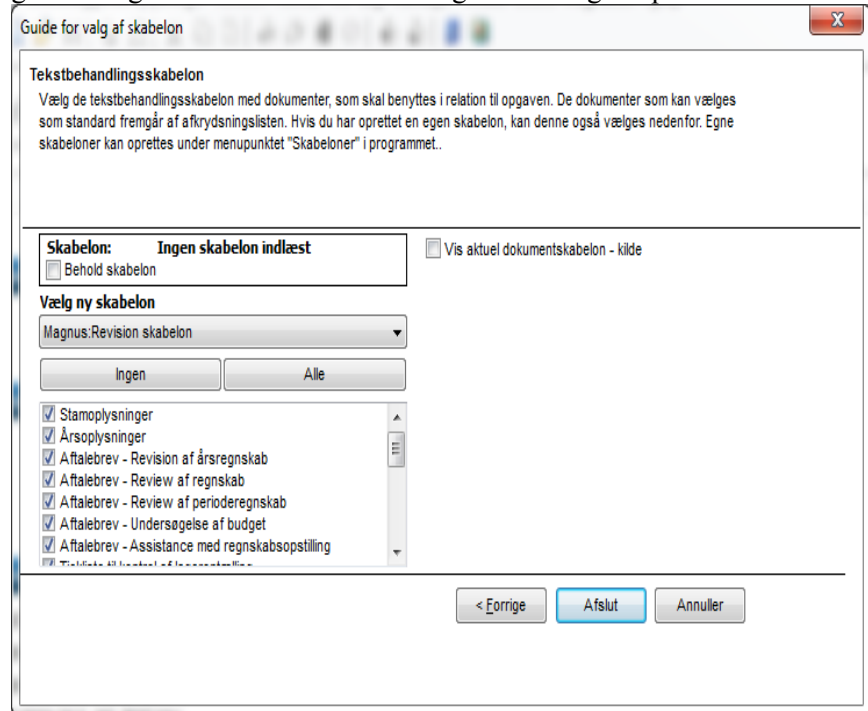 Guide for valg af skabelon
Tekstbehandlingsskabelon
Vælg de tekstbehandlingsskabelon med dokumenter, som skal benyttes i relation til opgaven. De dokumenter som kan vælges
som standard fremgår af afkrydsningslisten. Hvis du har oprettet en egen skabelon, kan denne også vælges nedenfor. Egne
skabeloner kan oprettes under menupunktet "Skabeloner" i programmet..
Skabelon: Ingen skabelon indlæst
Behold skabelon
Vis aktuel dokumentskabelon - kilde
Vælg ny skabelon
Magnus:Revision skabelon
Ingen Alle
Stamoplysninger
Årsoplysninger
Aftalebrev - Revision af årsregnskab
Aftalebrev - Review af regnskab
Aftalebrev - Review af perioderegnskab
Aftalebrev - Undersøgelse af budget
Aftalebrev - Assistance med regnskabsopstilling
< Forrige Afslut Annuller